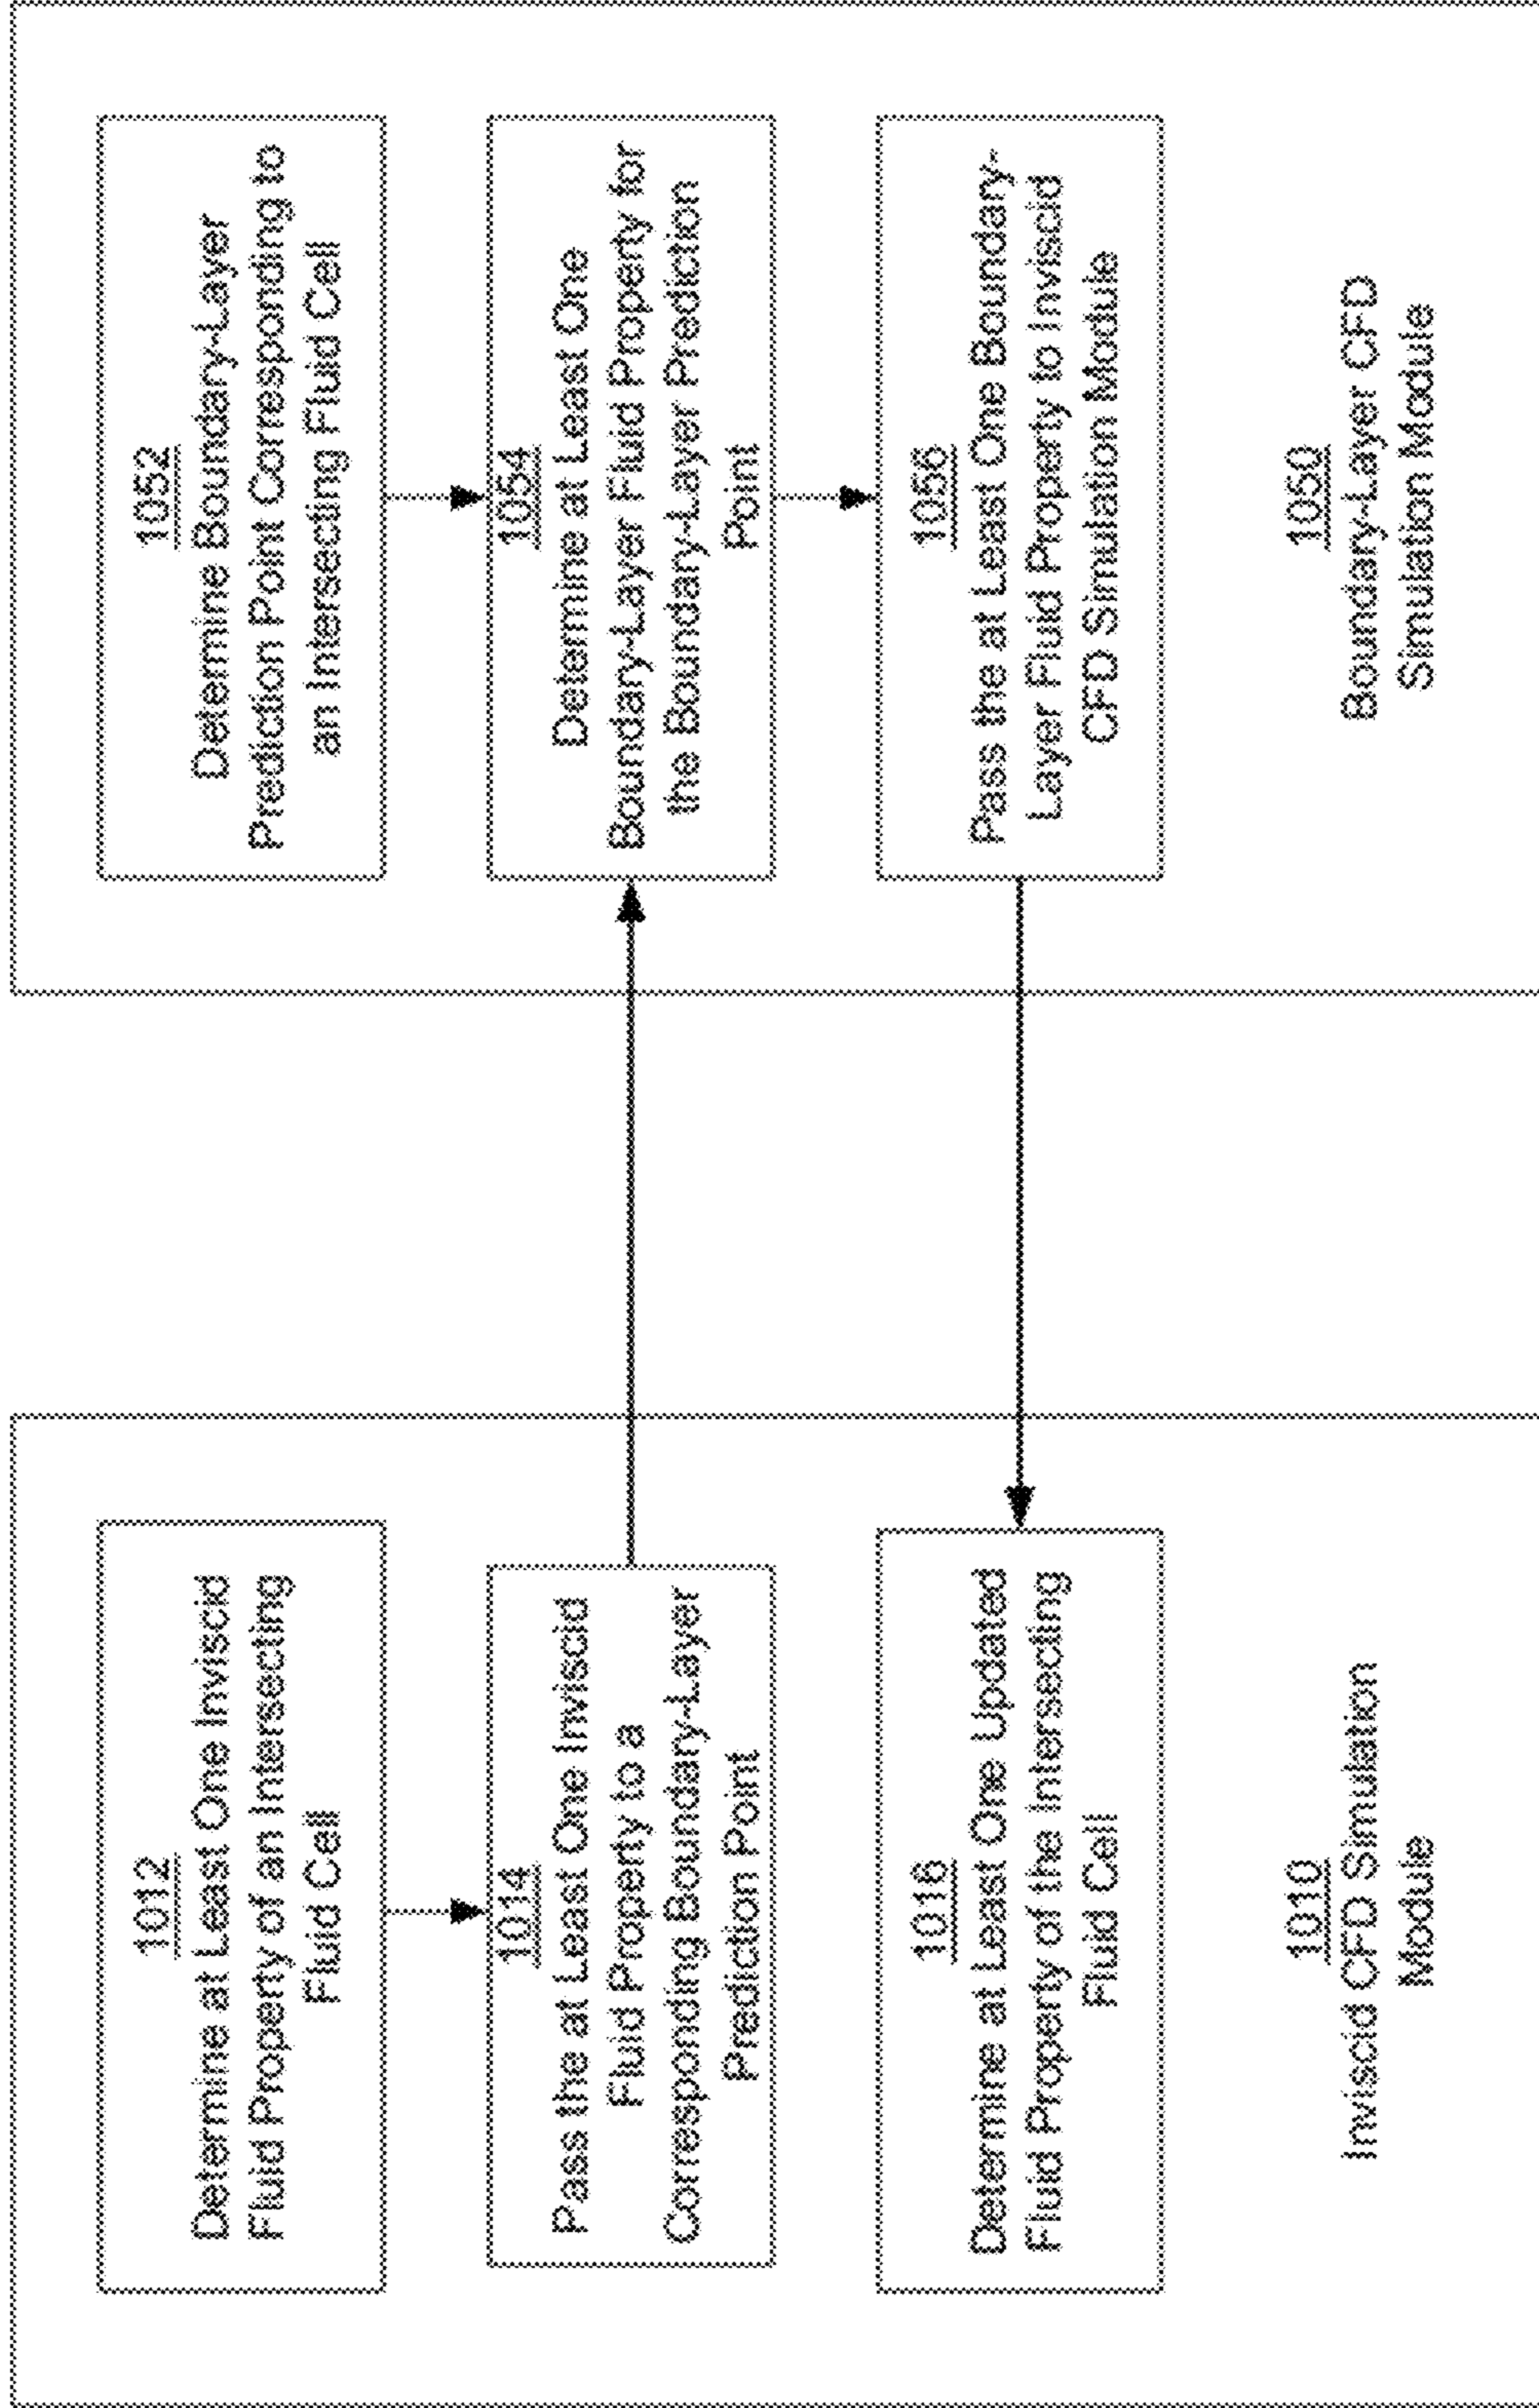 1012
Determine at Least One Inviscid
Fluid Property of an Intersecting
Fluid Cell
1014
Pass the at Least One Inviscid
Fluid Property to a
Corresponding Boundary-Layer
Prediction Point
1016
Determine at Least One Updated
Fluid Property of the Intersecting
Fluid Cell
1010
Inviscid CFD Simulation
Module
1052
Determine Boundary-Layer
Prediction Point Corresponding to
an Intersecting Fluid Cell
1054
Determine at Least One
Boundary-Layer Fluid Property for
the Boundary-Layer Prediction
Point
1056
Pass the at Least One Boundary-
Layer Fluid Property to Inviscid
CFD Simulation Module
1050
Boundary-Layer CFD
Simulation Module